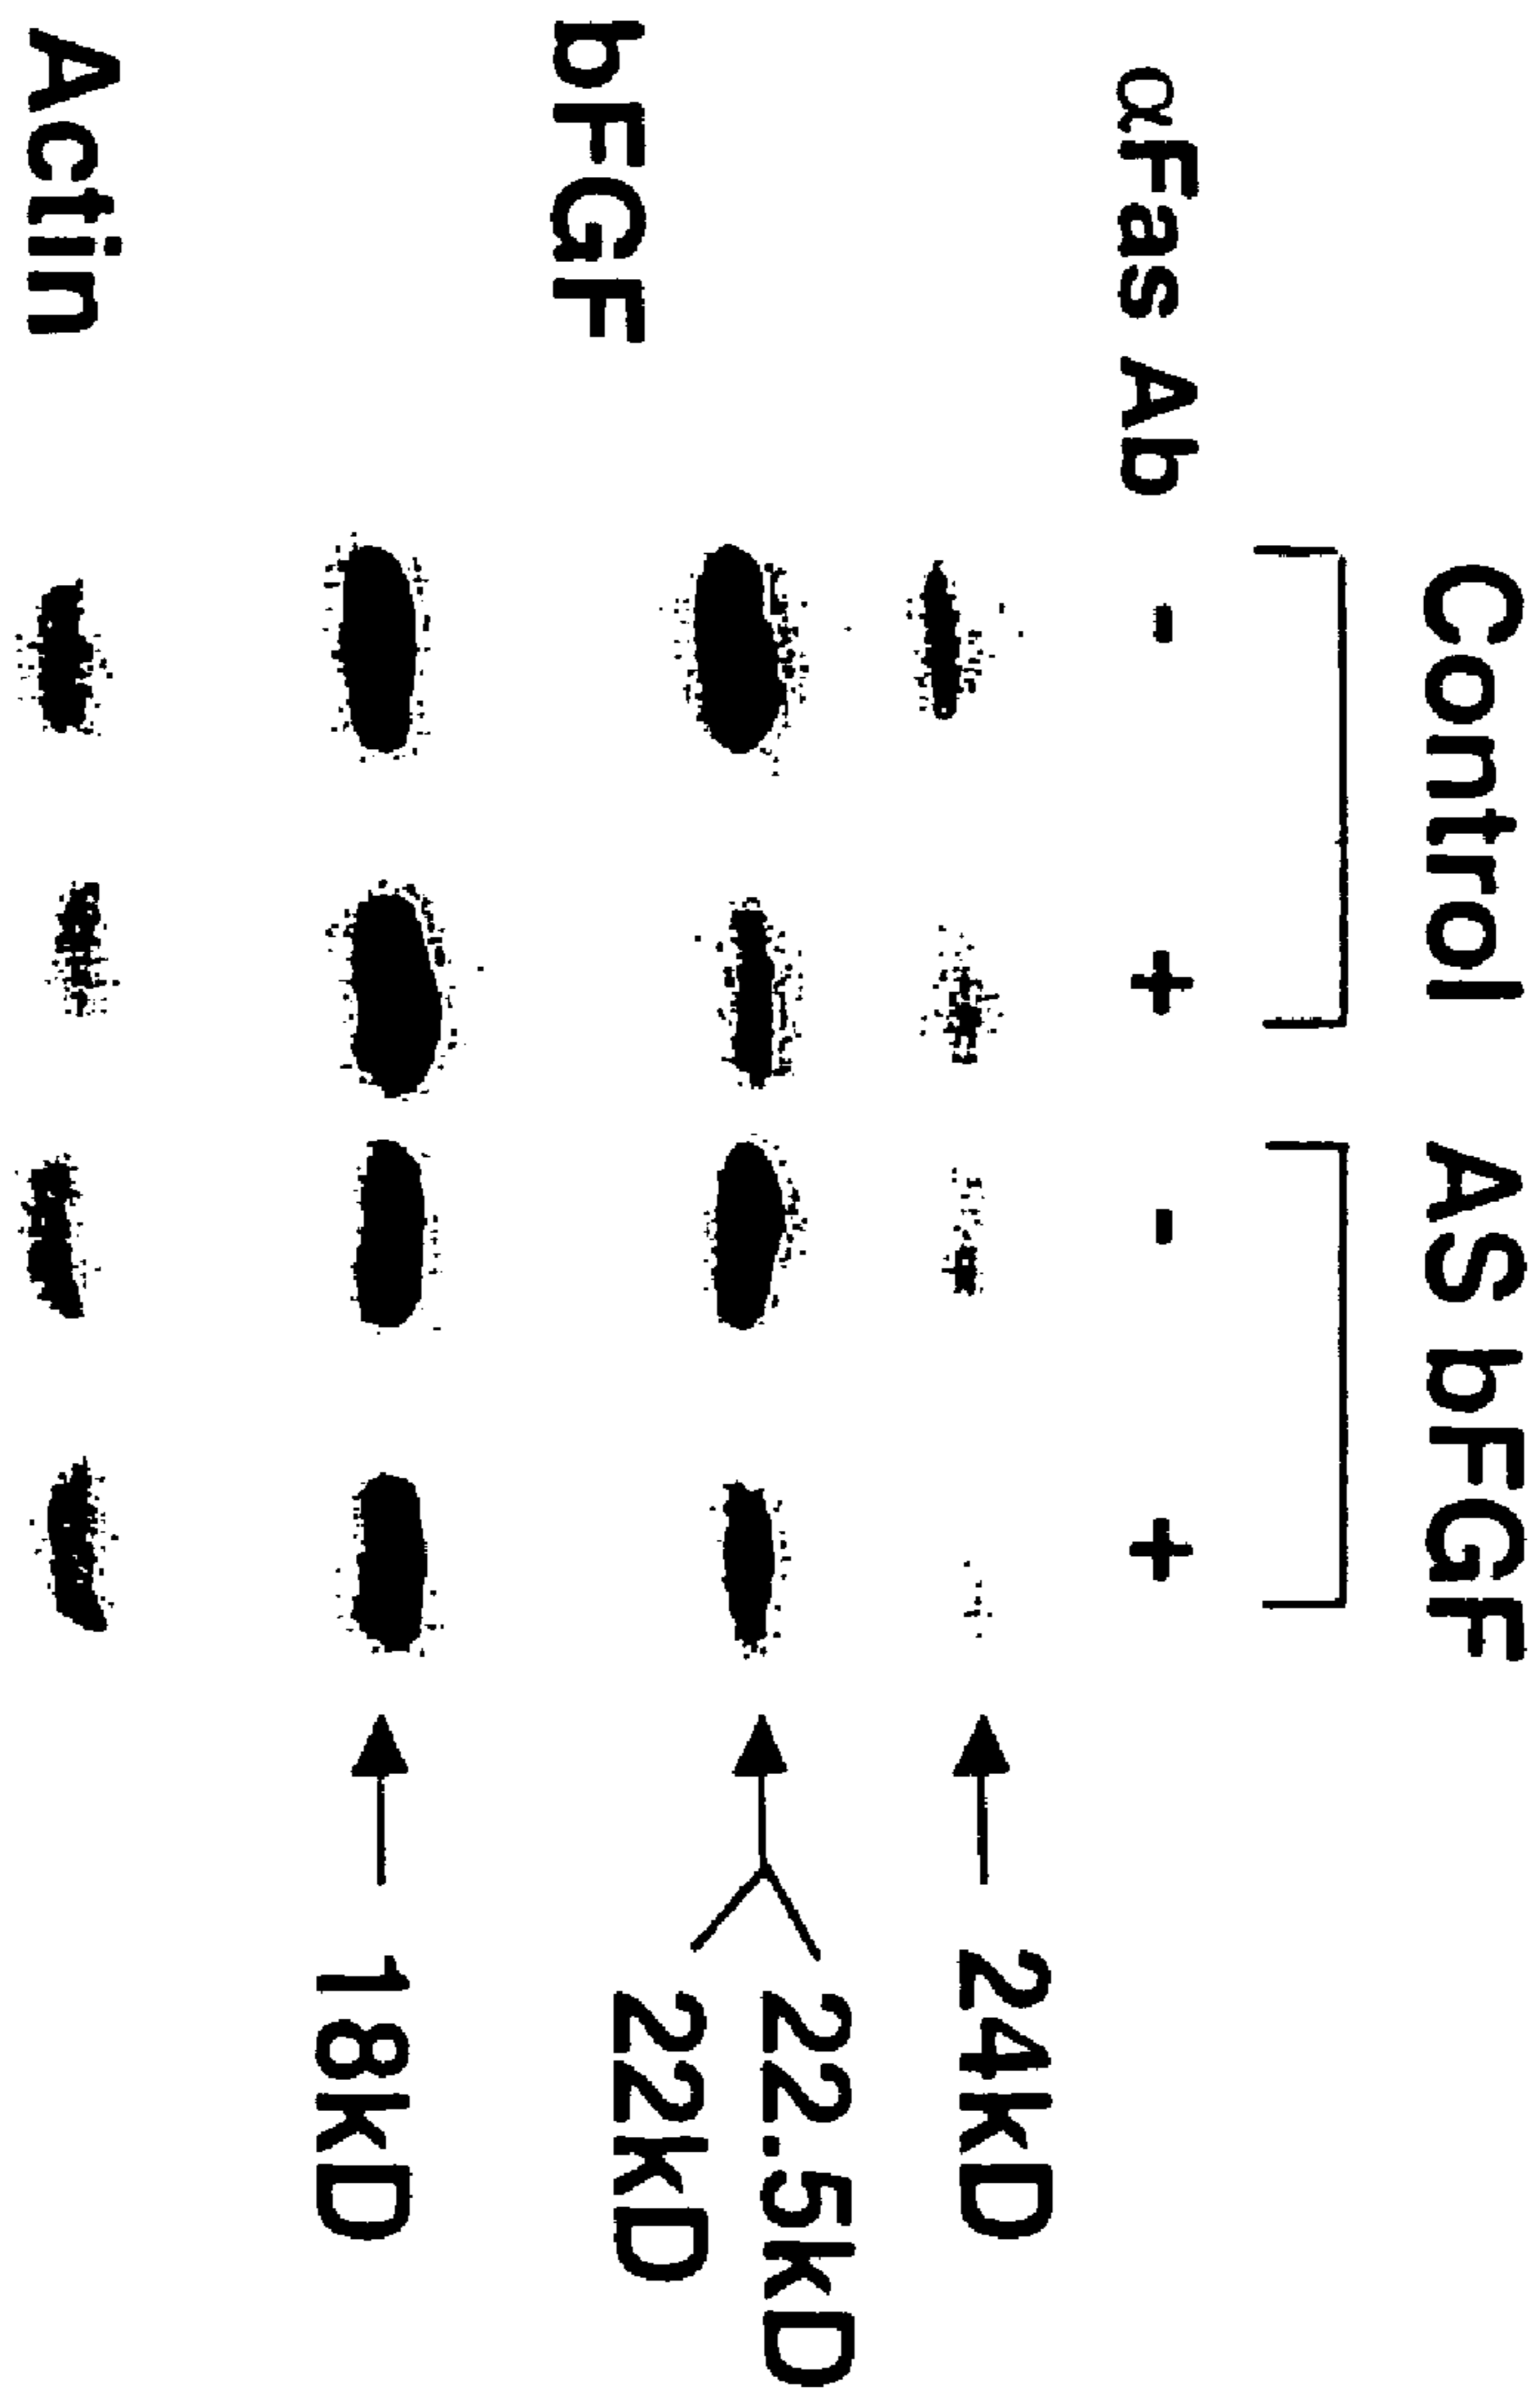 Control AS bFGF
αFas Ab - + - +
24kD
22.5kD
bFGF
22kD
18kD
Actin